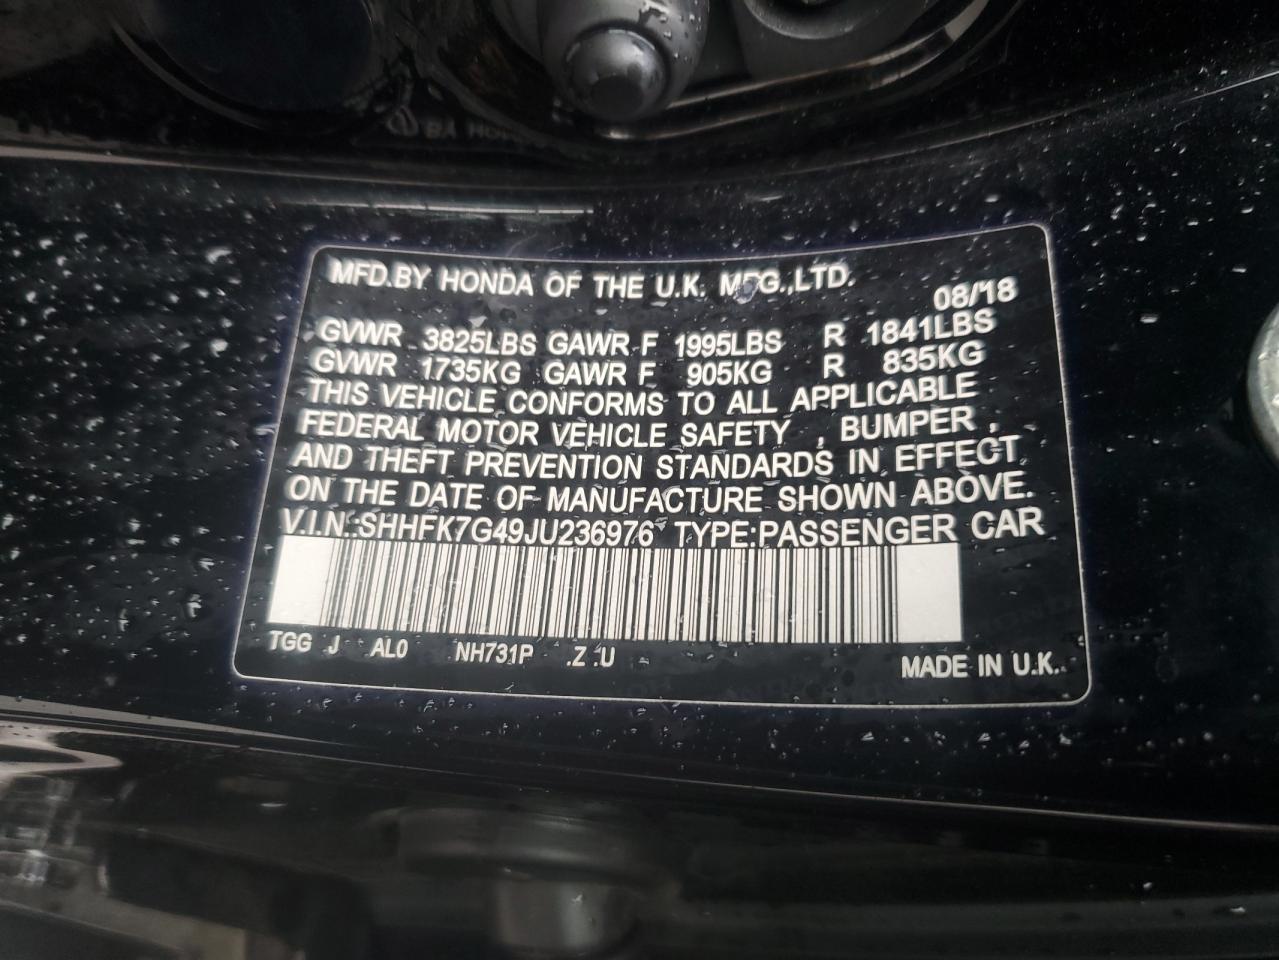 MFD.BY HONDA OF THE U.K. MFG.,LTD.
08/18
GVWR 3825LBS GAWR F 1995LBS R 1841LBS
GVWR 1735KG GAWR F 905KG R 835KG
THIS VEHICLE CONFORMS TO ALL APPLICABLE
FEDERAL MOTOR VEHICLE SAFETY , BUMPER ,
AND THEFT PREVENTION STANDARDS IN EFFECT
ON THE DATE OF MANUFACTURE SHOWN ABOVE.
V.I.N.:SHHFK7G49JU236976 TYPE:PASSENGER CAR
TGG J AL0 NH731P Z U
MADE IN U.K.